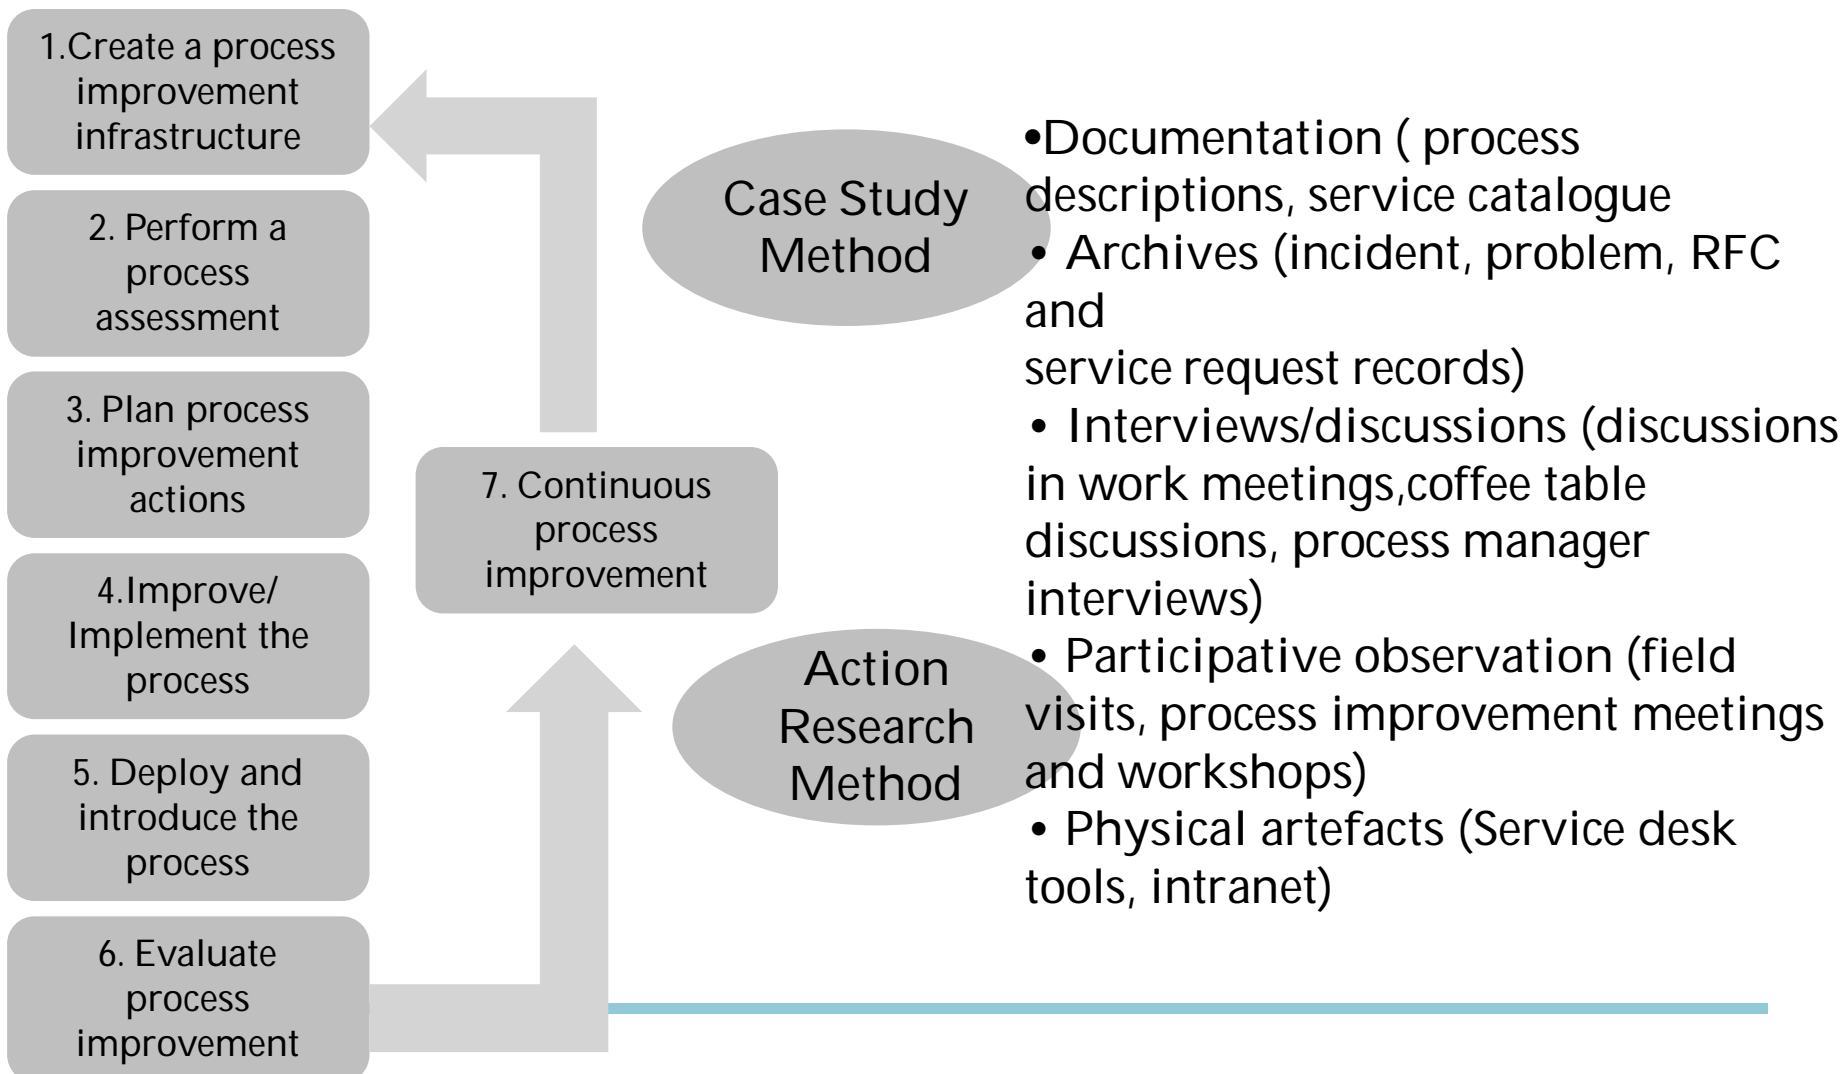 1.Create a process
improvement
infrastructure
2. Perform a
process
assessment
3. Plan process
improvement
actions
4.Improve/
Implement the
process
5. Deploy and
introduce the
process
6. Evaluate
process
improvement
7. Continuous
process
improvement
Case Study
Method
Action
Research
Method
•Documentation ( process
descriptions, service catalogue
• Archives (incident, problem, RFC
and
service request records)
• Interviews/discussions (discussions
in work meetings,coffee table
discussions, process manager
interviews)
• Participative observation (field
visits, process improvement meetings
and workshops)
• Physical artefacts (Service desk
tools, intranet)